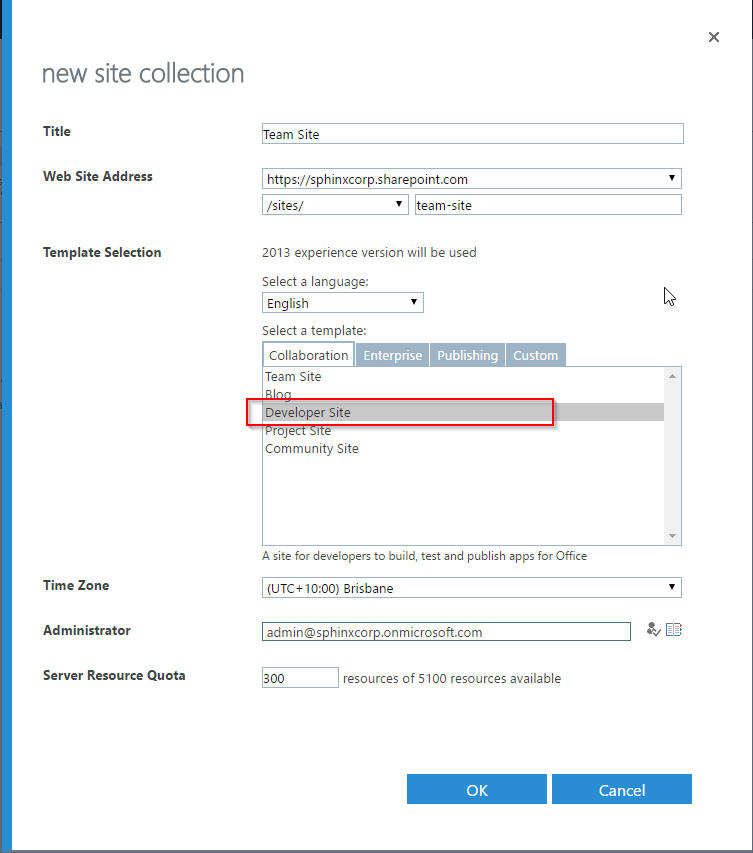 new site collection
Title
Team Site
Web Site Address
https://sphinxcorp.sharepoint.com
/sites/
team-site
Template Selection
2013 experience version will be used
Select a language:
English
Select a template:
Collaboration Enterprise Publishing Custom
Team Site
Blog
Developer Site
Project Site
Community Site
A site for developers to build, test and publish apps for Office
Time Zone
(UTC+10:00) Brisbane
Administrator
admin@sphinxcorp.onmicrosoft.com
Server Resource Quota
300 resources of 5100 resources available
OK
Cancel